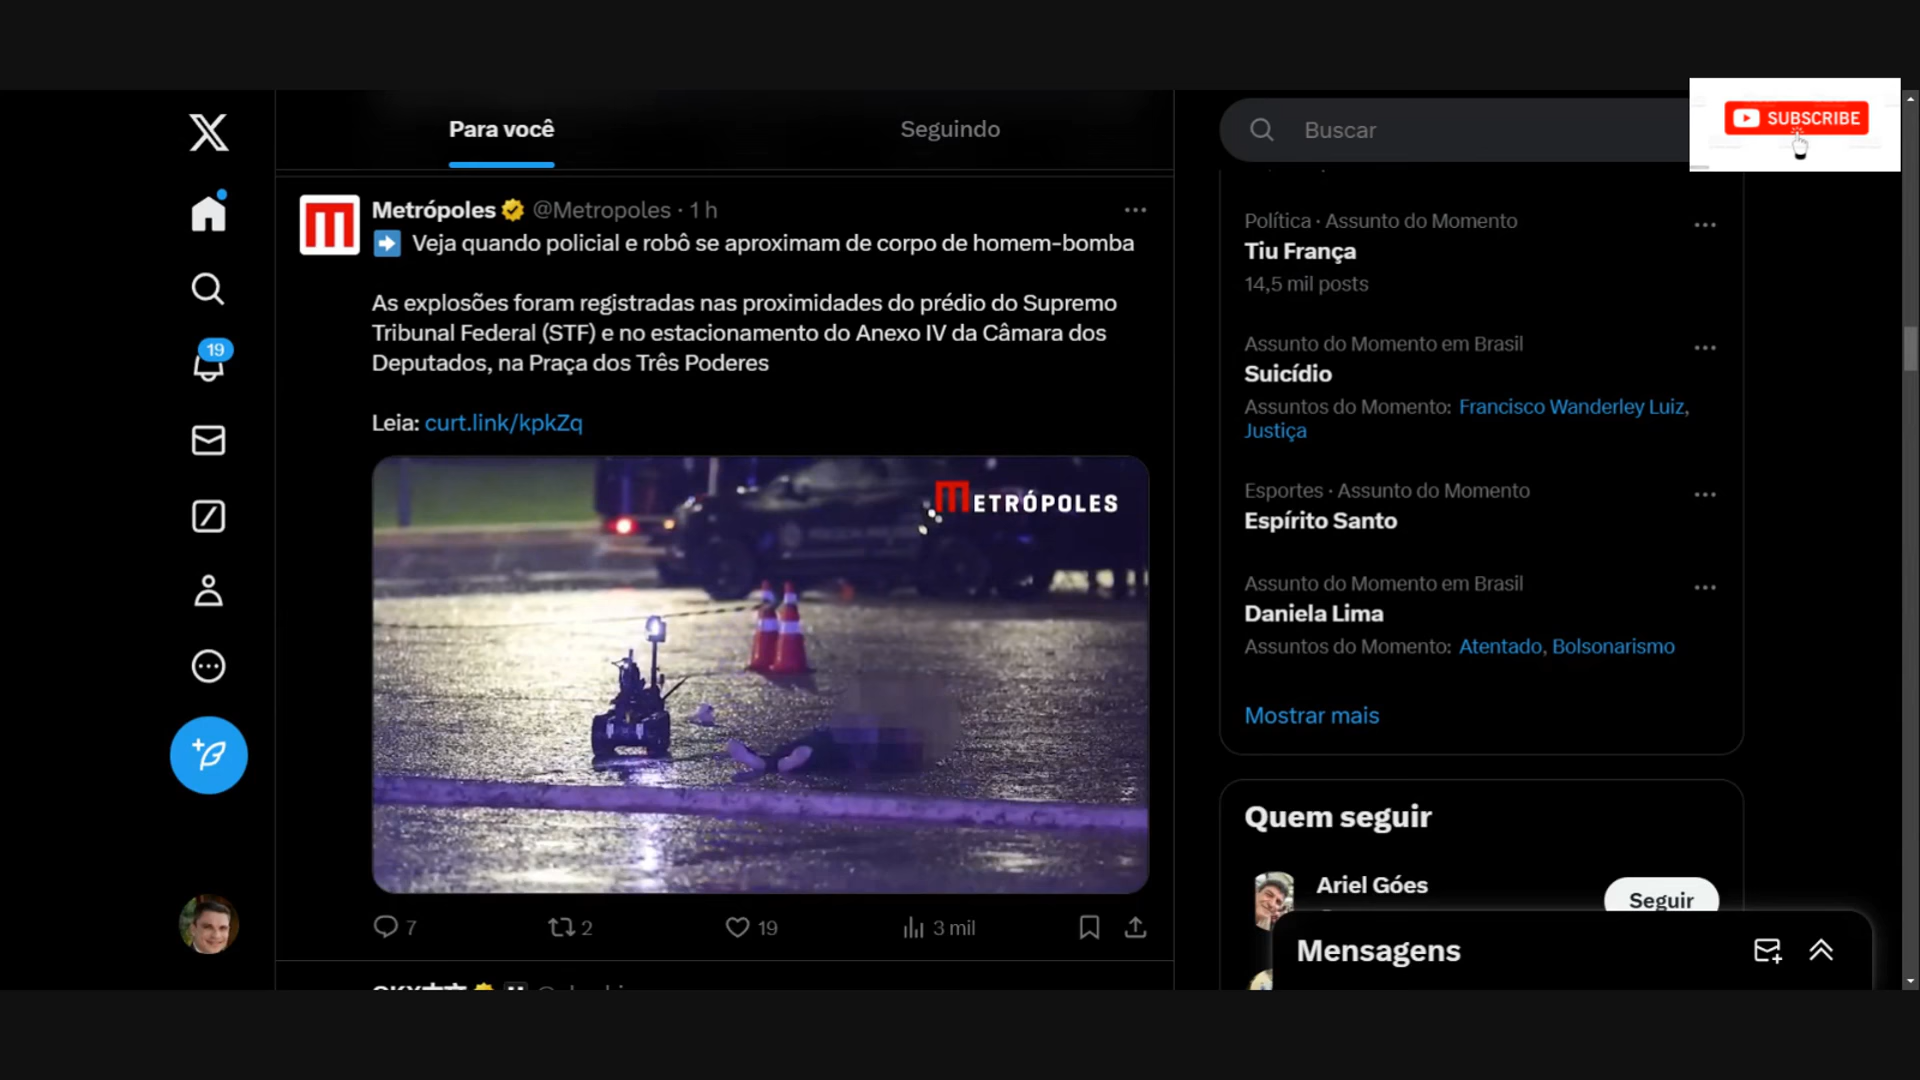 Para você
Seguindo
Buscar
SUBSCRIBE
Metrópoles @Metropoles · 1 h
Veja quando policial e robô se aproximam de corpo de homem-bomba
As explosões foram registradas nas proximidades do prédio do Supremo
Tribunal Federal (STF) e no estacionamento do Anexo IV da Câmara dos
Deputados, na Praça dos Três Poderes
Leia: curt.link/kpkZq
METRÓPOLES
7
2
19
3 mil
19
Política · Assunto do Momento
Tiu França
14,5 mil posts
Assunto do Momento em Brasil
Suicídio
Assuntos do Momento: Francisco Wanderley Luiz,
Justiça
Esportes · Assunto do Momento
Espírito Santo
Assunto do Momento em Brasil
Daniela Lima
Assuntos do Momento: Atentado, Bolsonarismo
Mostrar mais
Quem seguir
Ariel Góes
Seguir
Mensagens